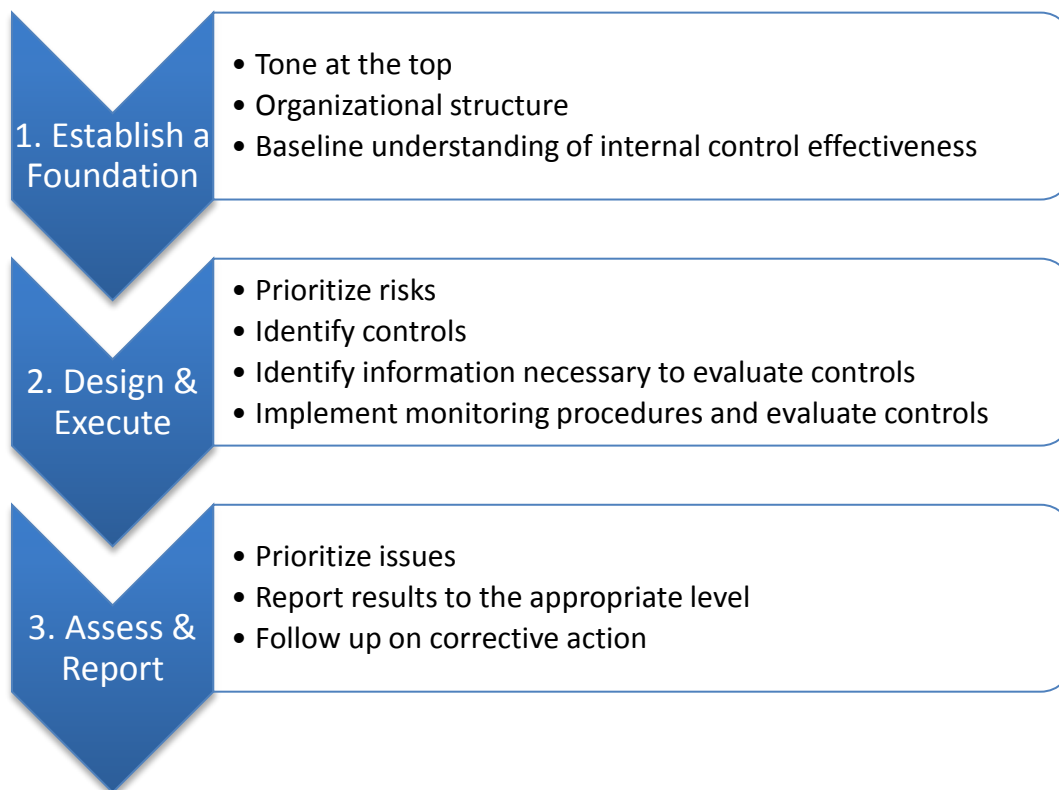 1. Establish a
Foundation
• Tone at the top
• Organizational structure
• Baseline understanding of internal control effectiveness
2. Design &
Execute
• Prioritize risks
• Identify controls
• Identify information necessary to evaluate controls
• Implement monitoring procedures and evaluate controls
3. Assess &
Report
• Prioritize issues
• Report results to the appropriate level
• Follow up on corrective action